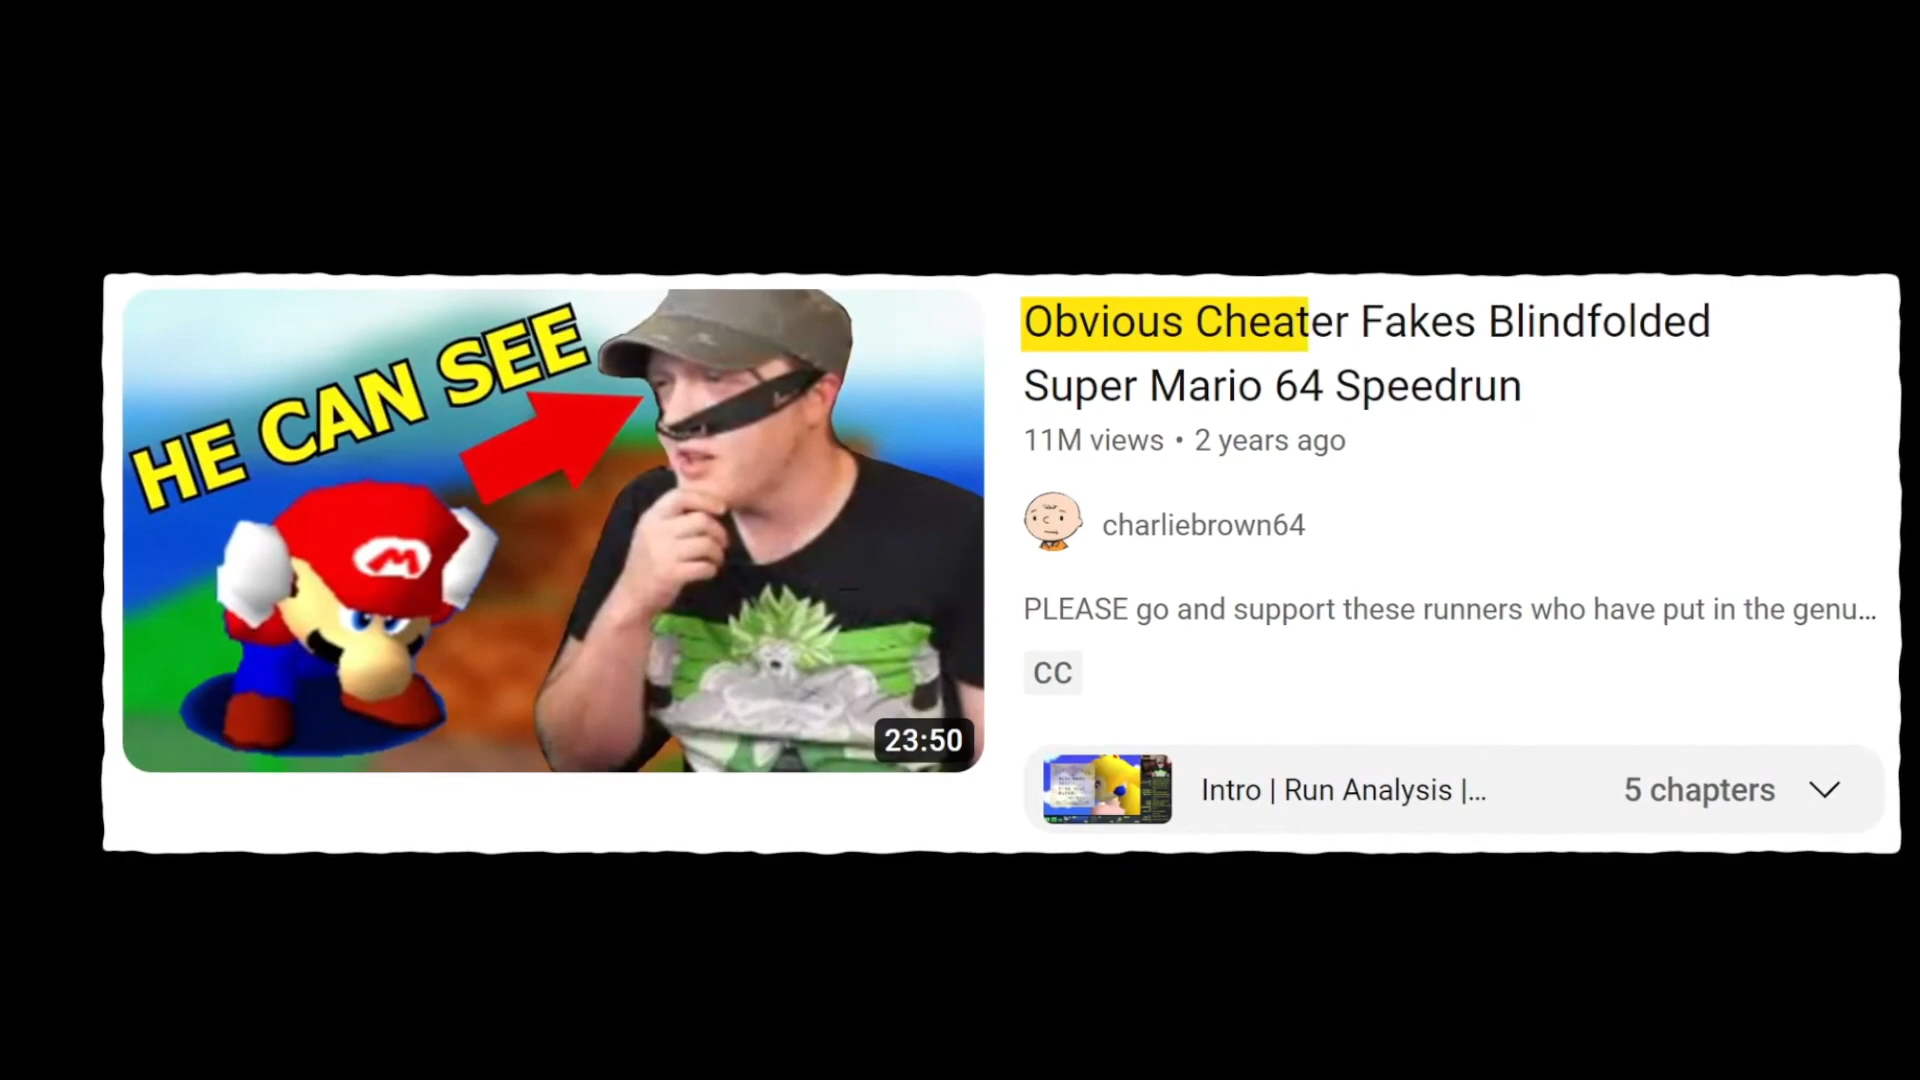 HE CAN SEE
M
23:50
Obvious Cheater Fakes Blindfolded
Super Mario 64 Speedrun
11M views • 2 years ago
charliebrown64
PLEASE go and support these runners who have put in the genu...
CC
Intro | Run Analysis |...
5 chapters